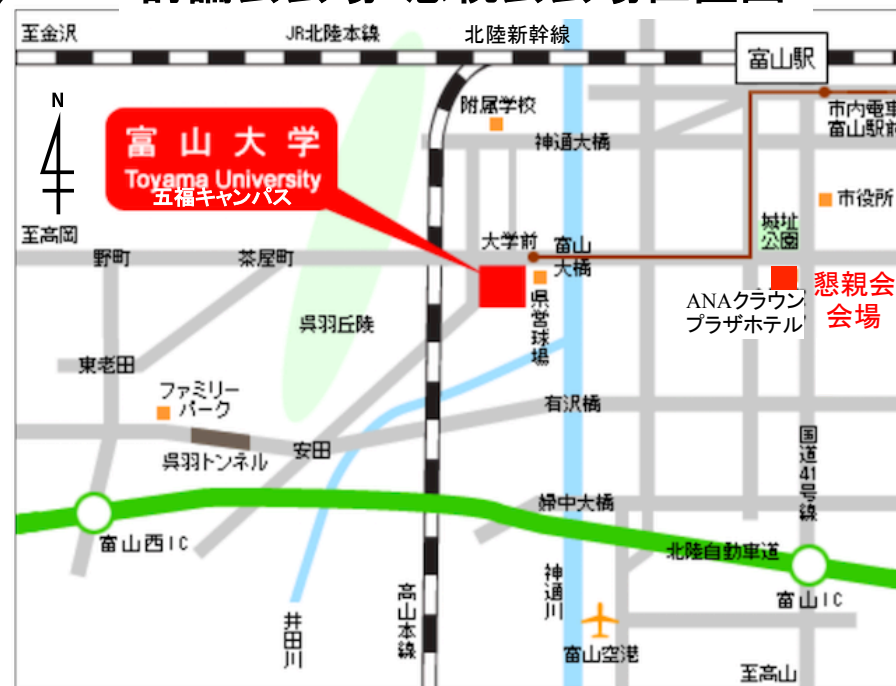 至金沢
JR北陸本線
北陸新幹線
富山駅
N
附属学校
市内電車
富山駅前
富山大学
Toyama University
五福キャンパス
神通大橋
市役所
城址
公園
至高岡
大学前
富山
大橋
野町
茶屋町
県営球場
ANAクラウン
プラザホテル
懇親会
会場
呉羽丘陵
東老田
ファミリー
パーク
有沢橋
安田
呉羽トンネル
国道41号線
婦中大橋
富山西IC
北陸自動車道
神通川
高山本線
井田川
富山IC
富山空港
至高山